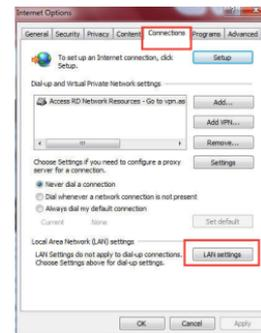 Internet Options
General Security Privacy Content Connections Programs Advanced
To set up an Internet connection, click
Setup.
Setup
Dial-up and Virtual Private Network settings
Access RD Network Resources - Go to vpn.as
Add...
Add VPN...
Remove...
Choose Settings if you need to configure a proxy
server for a connection.
Settings
Never dial a connection
Dial whenever a network connection is not present
Always dial my default connection
Current None
Set default
Local Area Network (LAN) settings
LAN Settings do not apply to dial-up connections.
Choose Settings above for dial-up settings.
LAN settings
OK Cancel Apply